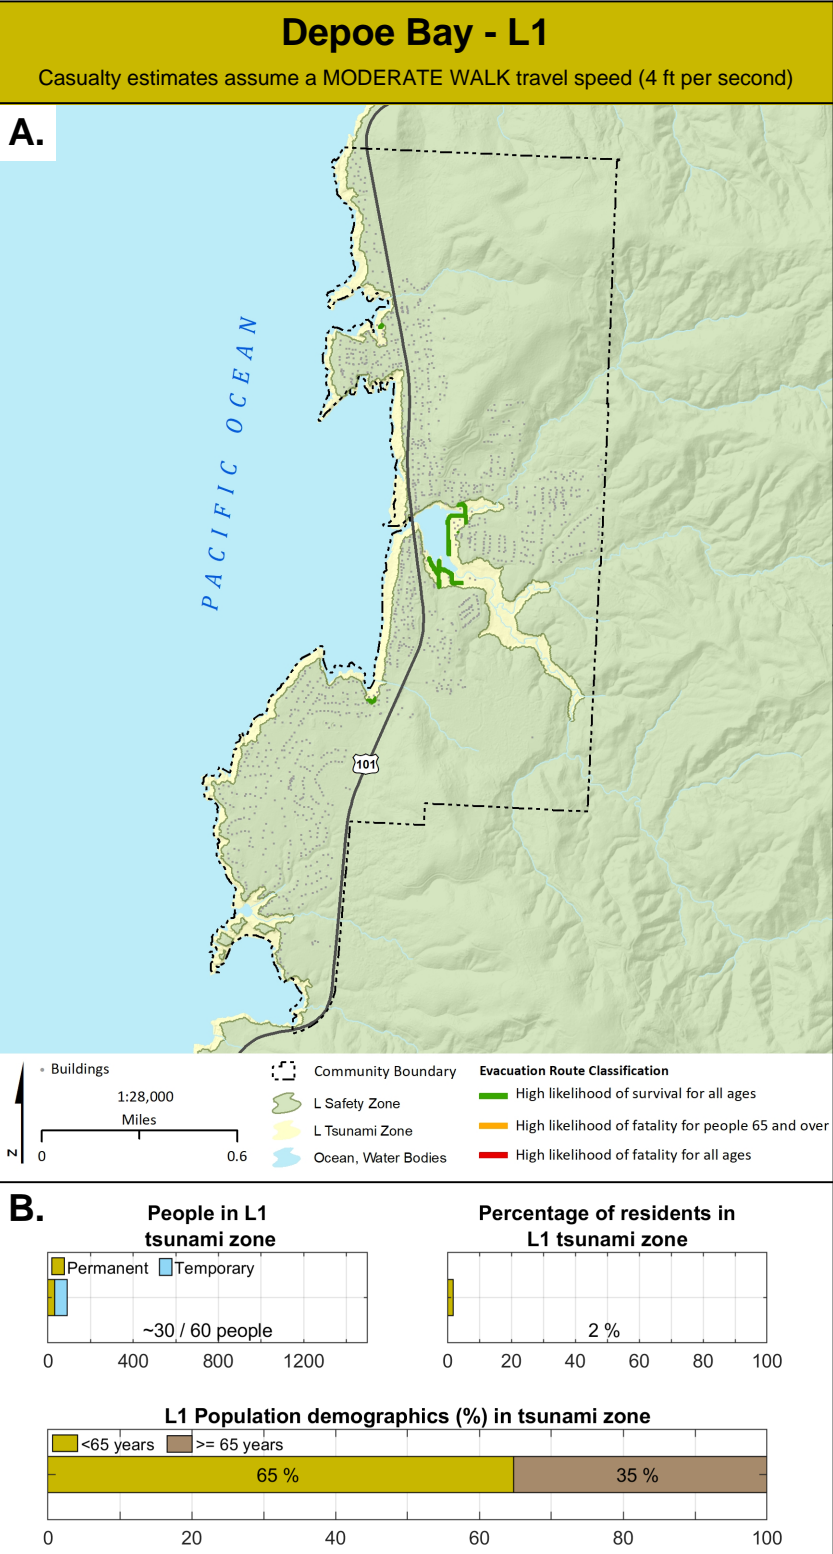 Depoe Bay - L1
Casualty estimates assume a MODERATE WALK travel speed (4 ft per second)
A.
PACIFIC OCEAN
101
Buildings
1:28,000
Miles
0 0.6
N
Community Boundary
L Safety Zone
L Tsunami Zone
Ocean, Water Bodies
Evacuation Route Classification
High likelihood of survival for all ages
High likelihood of fatality for people 65 and over
High likelihood of fatality for all ages
B.
People in L1
tsunami zone
Permanent Temporary
~30 / 60 people
0 400 800 1200
Percentage of residents in
L1 tsunami zone
2 %
0 20 40 60 80 100
L1 Population demographics (%) in tsunami zone
<65 years >= 65 years
65 % 35 %
0 20 40 60 80 100